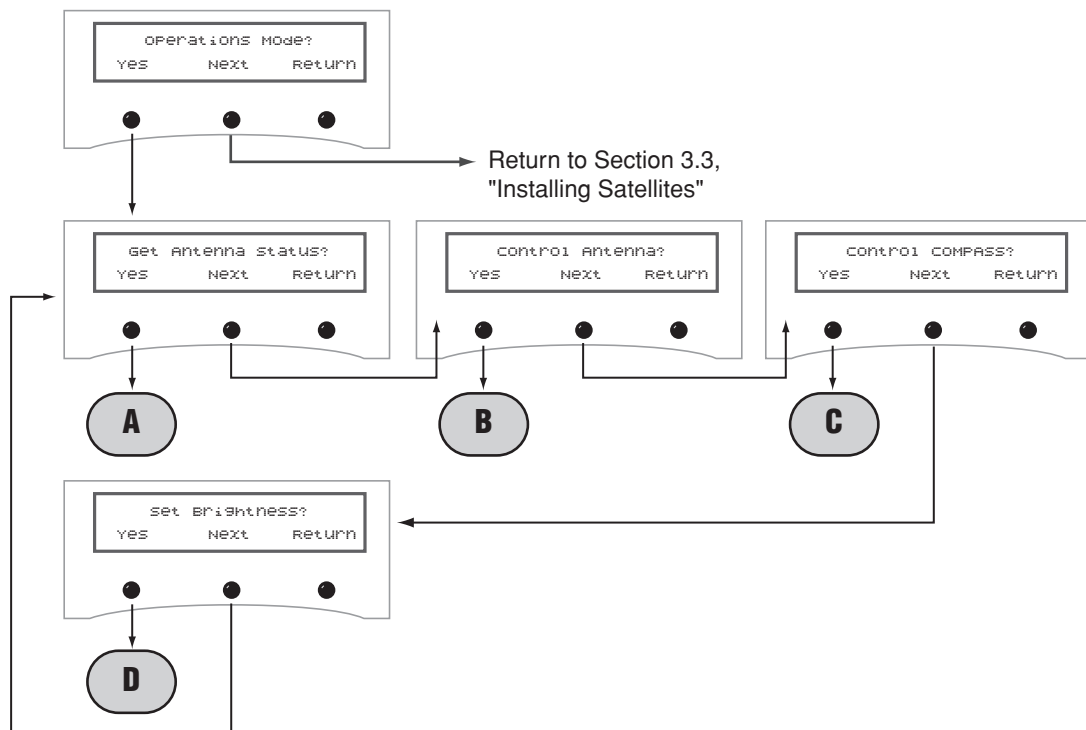 Operations Mode?
Yes Next Return
Return to Section 3.3,
"Installing Satellites"
Get Antenna Status?
Yes Next Return
Control Antenna?
Yes Next Return
Control Compass?
Yes Next Return
A
B
C
Set Brightness?
Yes Next Return
D